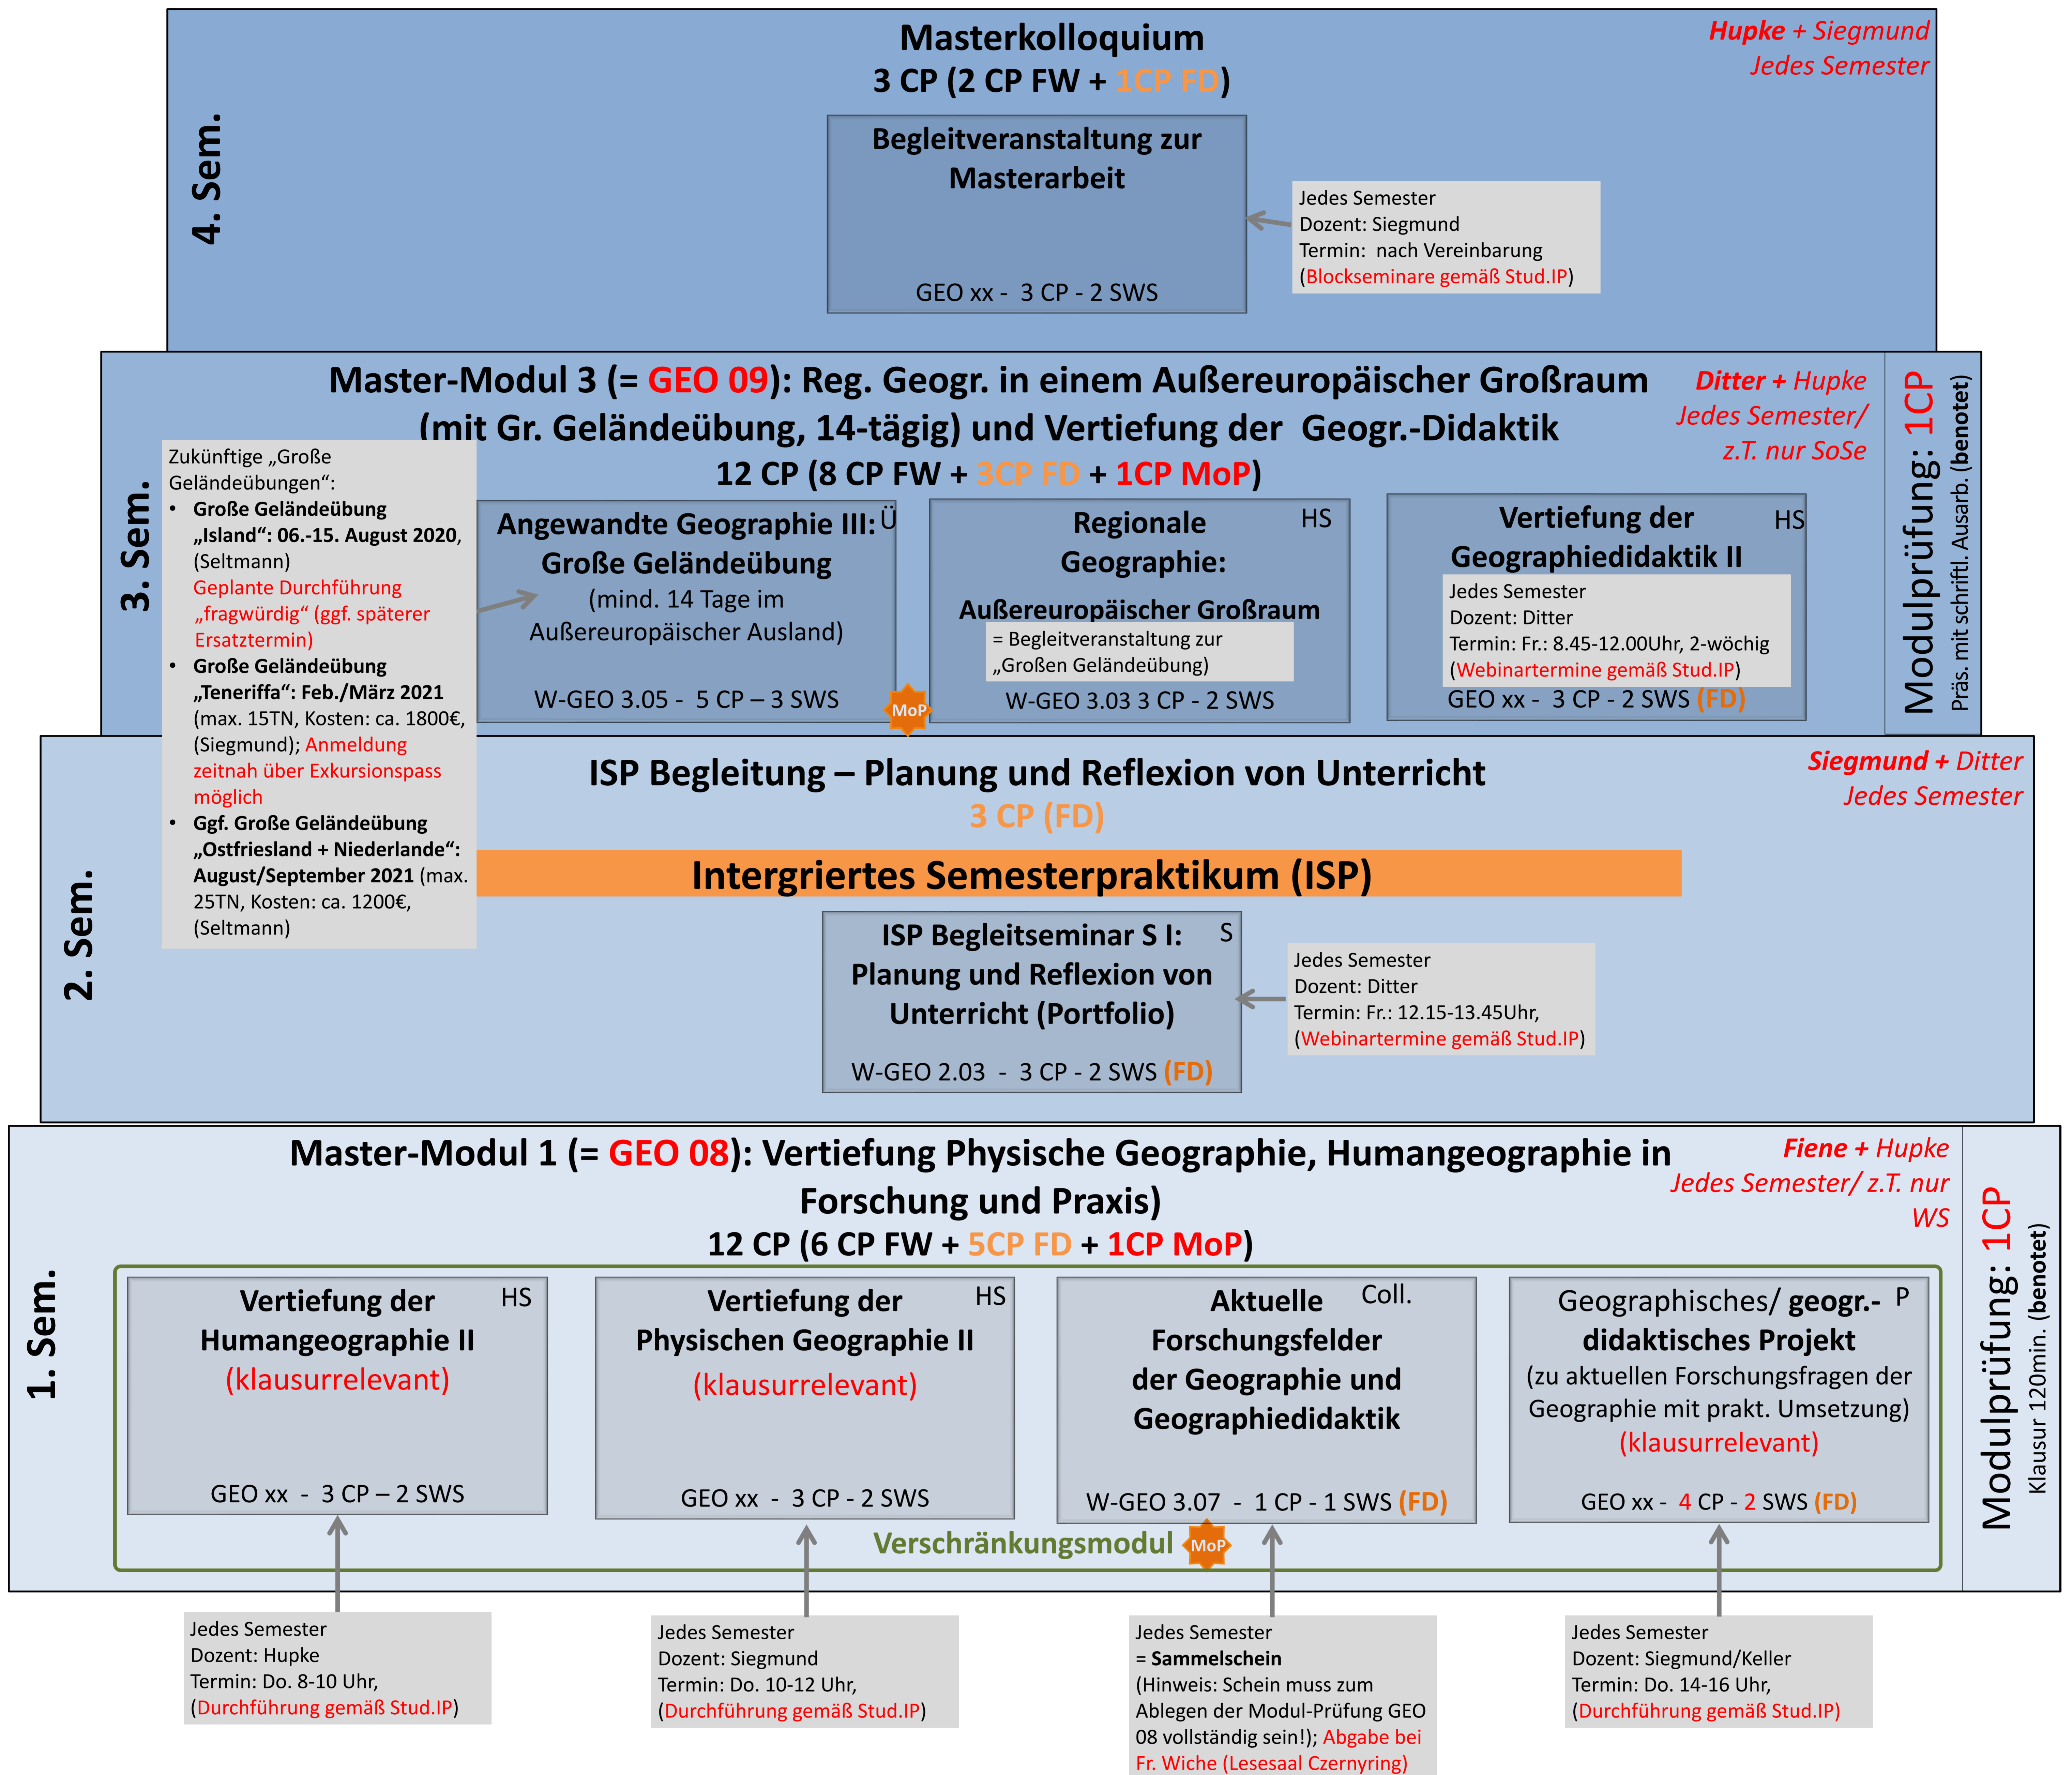 Masterkolloquium
3 CP (2 CP FW + 1CP FD)
Hupke + Siegmund
Jedes Semester
4. Sem.
Begleitveranstaltung zur
Masterarbeit
GEO xx - 3 CP - 2 SWS
Jedes Semester
Dozent: Siegmund
Termin: nach Vereinbarung
(Blockseminare gemäß Stud.IP)
Master-Modul 3 (= GEO 09): Reg. Geogr. in einem Außereuropäischer Großraum
(mit Gr. Geländeübung, 14-tägig) und Vertiefung der Geogr.-Didaktik
12 CP (8 CP FW + 3CP FD + 1CP MoP)
Ditter + Hupke
Jedes Semester/
z.T. nur SoSe
Modulprüfung: 1CP
Präs. mit schriftl. Ausarb. (benotet)
3. Sem.
Zukünftige „Große
Geländeübungen“:
• Große Geländeübung
„Island“: 06.-15. August 2020,
(Seltmann)
Geplante Durchführung
„fragwürdig“ (ggf. späterer
Ersatztermin)
• Große Geländeübung
„Teneriffa“: Feb./März 2021
(max. 15TN, Kosten: ca. 1800€,
(Siegmund); Anmeldung
zeitnah über Exkursionspass
möglich
• Ggf. Große Geländeübung
„Ostfriesland + Niederlande“:
August/September 2021 (max.
25TN, Kosten: ca. 1200€,
(Seltmann)
Angewandte Geographie III: Ü
Große Geländeübung
(mind. 14 Tage im
Außereuropäischer Ausland)
W-GEO 3.05 - 5 CP – 3 SWS
MoP
Regionale HS
Geographie:
Außereuropäischer Großraum
= Begleitveranstaltung zur
„Großen Geländeübung)
W-GEO 3.03 3 CP - 2 SWS
Vertiefung der HS
Geographiedidaktik II
Jedes Semester
Dozent: Ditter
Termin: Fr.: 8.45-12.00Uhr, 2-wöchig
(Webinartermine gemäß Stud.IP)
GEO xx - 3 CP - 2 SWS (FD)
ISP Begleitung – Planung und Reflexion von Unterricht
3 CP (FD)
Siegmund + Ditter
Jedes Semester
2. Sem.
Intergriertes Semesterpraktikum (ISP)
ISP Begleitseminar S I: S
Planung und Reflexion von
Unterricht (Portfolio)
W-GEO 2.03 - 3 CP - 2 SWS (FD)
Jedes Semester
Dozent: Ditter
Termin: Fr.: 12.15-13.45Uhr,
(Webinartermine gemäß Stud.IP)
Master-Modul 1 (= GEO 08): Vertiefung Physische Geographie, Humangeographie in
Forschung und Praxis)
12 CP (6 CP FW + 5CP FD + 1CP MoP)
Fiene + Hupke
Jedes Semester/ z.T. nur
WS
Modulprüfung: 1CP
Klausur 120min. (benotet)
1. Sem.
Vertiefung der HS
Humangeographie II
(klausurrelevant)
GEO xx - 3 CP – 2 SWS
Vertiefung der HS
Physischen Geographie II
(klausurrelevant)
GEO xx - 3 CP - 2 SWS
Aktuelle Coll.
Forschungsfelder
der Geographie und
Geographiedidaktik
W-GEO 3.07 - 1 CP - 1 SWS (FD)
Geographisches/ geogr.- P
didaktisches Projekt
(zu aktuellen Forschungsfragen der
Geographie mit prakt. Umsetzung)
(klausurrelevant)
GEO xx - 4 CP - 2 SWS (FD)
Verschränkungsmodul MoP
Jedes Semester
Dozent: Hupke
Termin: Do. 8-10 Uhr,
(Durchführung gemäß Stud.IP)
Jedes Semester
Dozent: Siegmund
Termin: Do. 10-12 Uhr,
(Durchführung gemäß Stud.IP)
Jedes Semester
= Sammelschein
(Hinweis: Schein muss zum
Ablegen der Modul-Prüfung GEO
08 vollständig sein!); Abgabe bei
Fr. Wiche (Lesesaal Czernyring)
Jedes Semester
Dozent: Siegmund/Keller
Termin: Do. 14-16 Uhr,
(Durchführung gemäß Stud.IP)